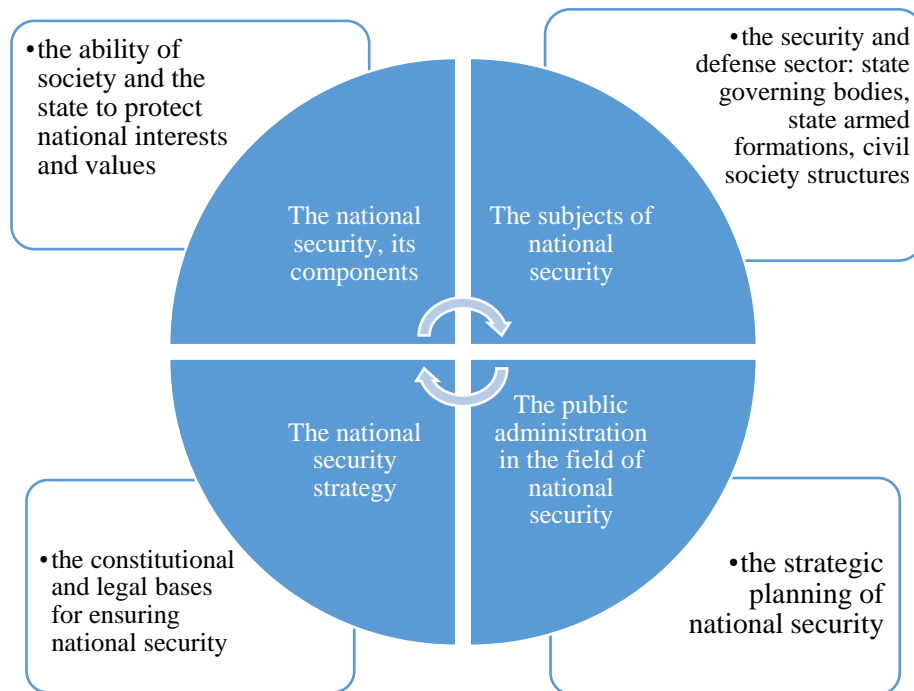 •the ability of
society and the
state to protect
national interests
and values
•the security and
defense sector: state
governing bodies,
state armed
formations, civil
society structures
The national
security, its
components
The subjects of
national
security
The national
security
strategy
The public
administration
in the field of
national
security
•the constitutional
and legal bases
for ensuring
national security
•the strategic
planning of
national security